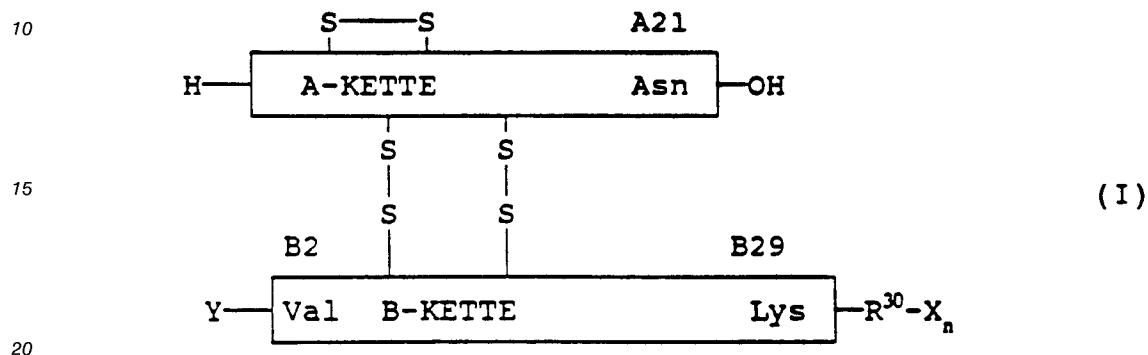 10 S S A21
H A-KETTE Asn OH
S S
15 (I)
S S
B2 B29
Y Val B-KETTE Lys R³⁰-Xₙ
20